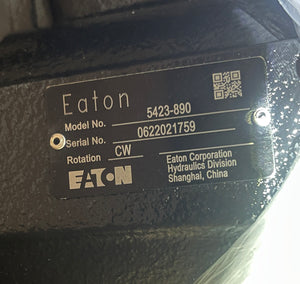 Eaton
Model No. 5423-890
Serial No. 0622021759
Rotation CW
Eaton Corporation
Hydraulics Division
Shanghai, China
EATON